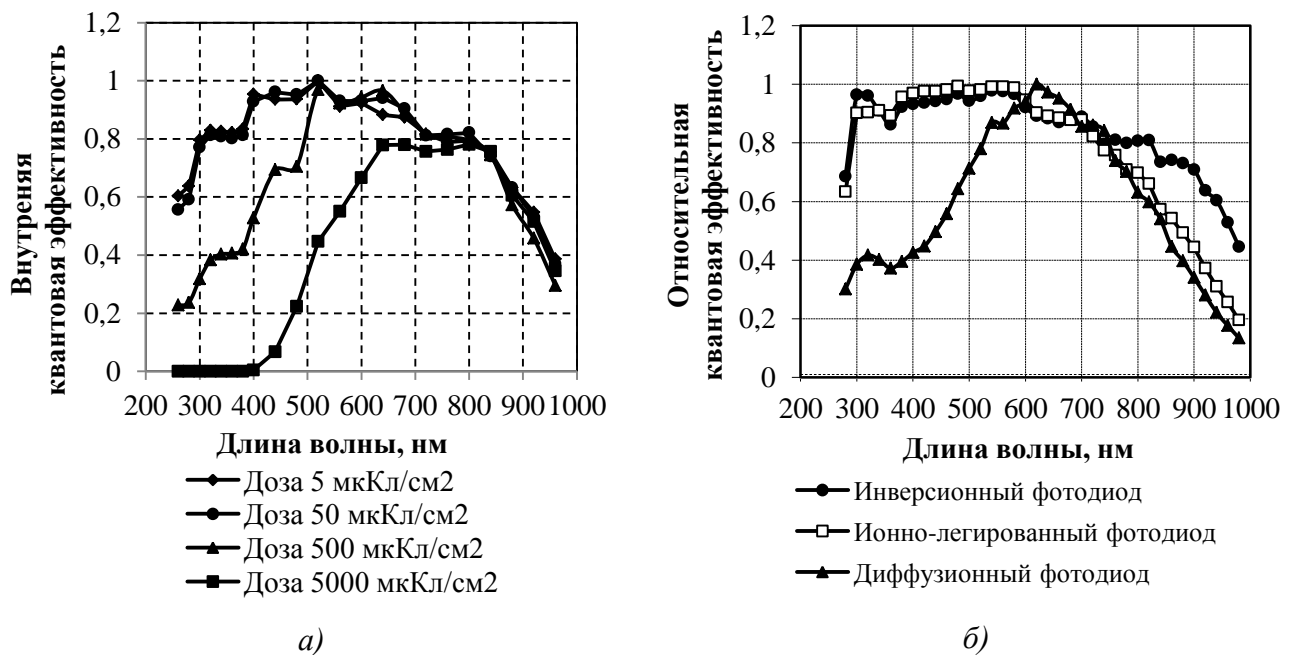 1,2
1
0,8
0,6
0,4
0,2
0
200 300 400 500 600 700 800 900 1000
Внутреняя
квантовая эффективность
Длина волны, нм
Доза 5 мкКл/см2
Доза 50 мкКл/см2
Доза 500 мкКл/см2
Доза 5000 мкКл/см2
а)
1,2
1
0,8
0,6
0,4
0,2
0
200 300 400 500 600 700 800 900 1000
Относительная
квантовая эффективность
Длина волны, нм
Инверсионный фотодиод
Ионно-легированный фотодиод
Диффузионный фотодиод
б)